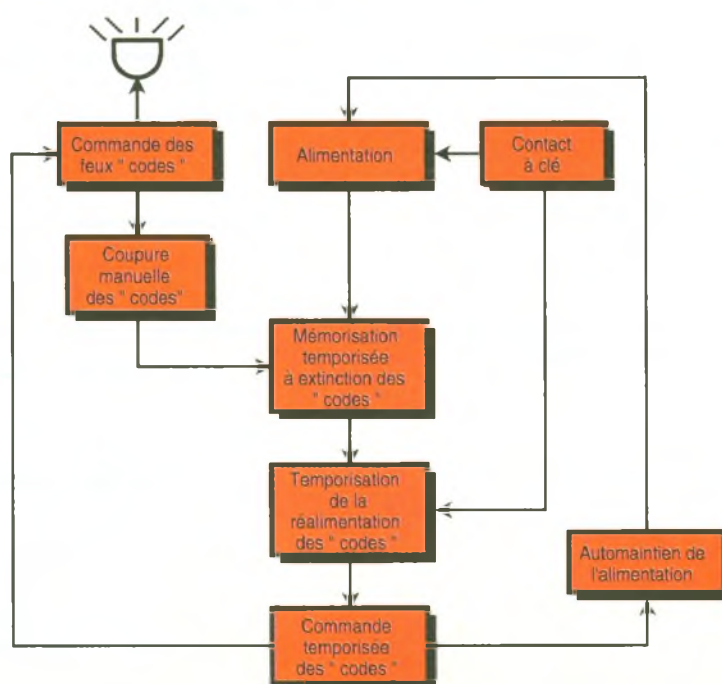 Commande des
feux " codes "
Alimentation
Contact
à clé
Coupure
manuelle
des " codes"
Mémorisation
temporisée
à extinction des
" codes "
Temporisation
de la
réalimentation
des " codes "
Automaintien de
l'alimentation
Commande
temporisée
des " codes "